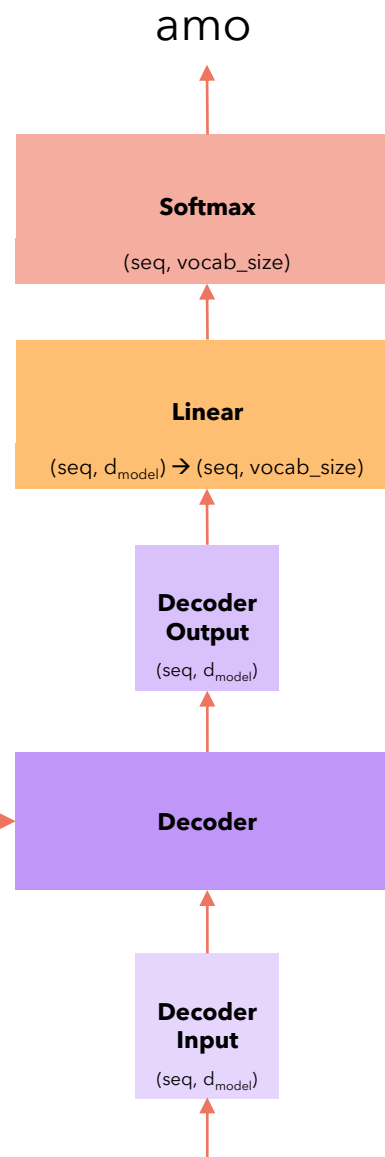 amo
Softmax
(seq, vocab_size)
Linear
(seq, dmodel) → (seq, vocab_size)
Decoder
Output
(seq, dmodel)
Decoder
Decoder
Input
(seq, dmodel)